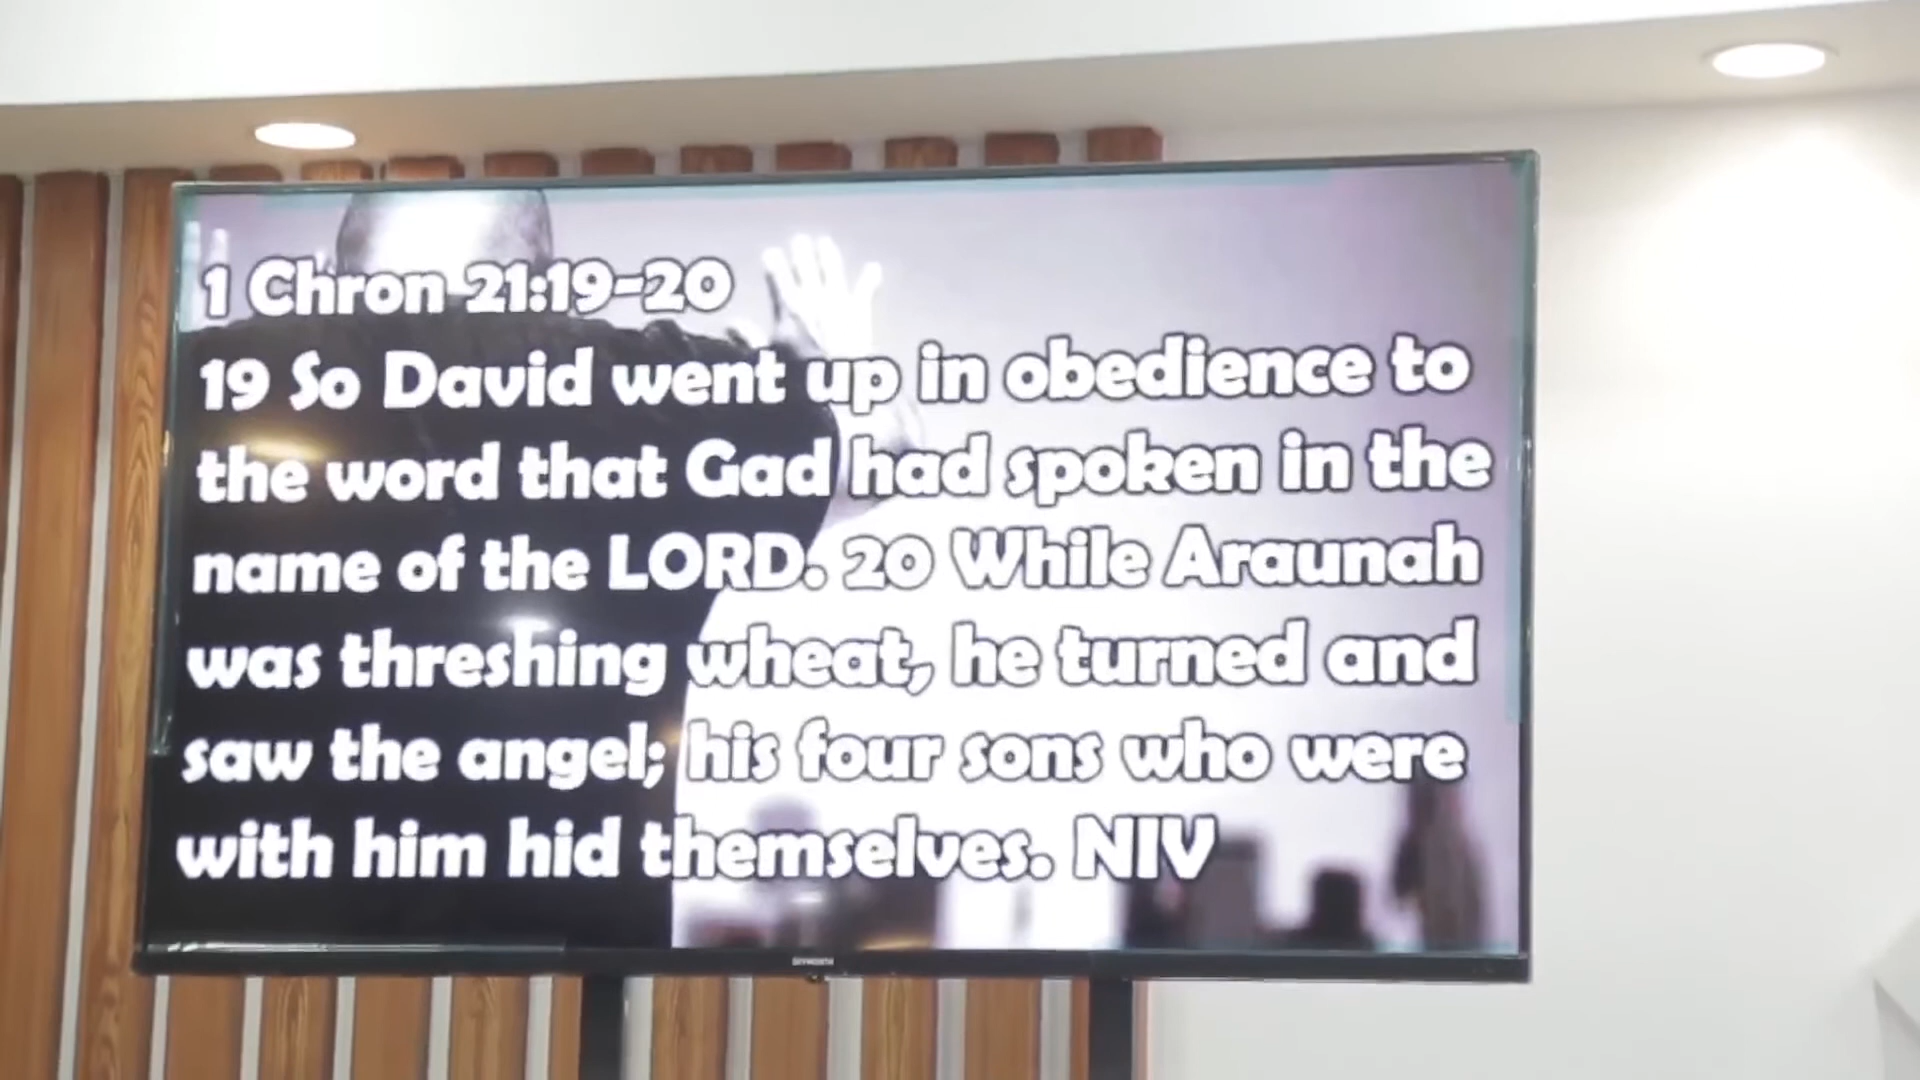 1 Chron 21:19-20
19 So David went up in obedience to
the word that Gad had spoken in the
name of the LORD. 20 While Araunah
was threshing wheat, he turned and
saw the angel; his four sons who were
with him hid themselves. NIV
SKYWORTH